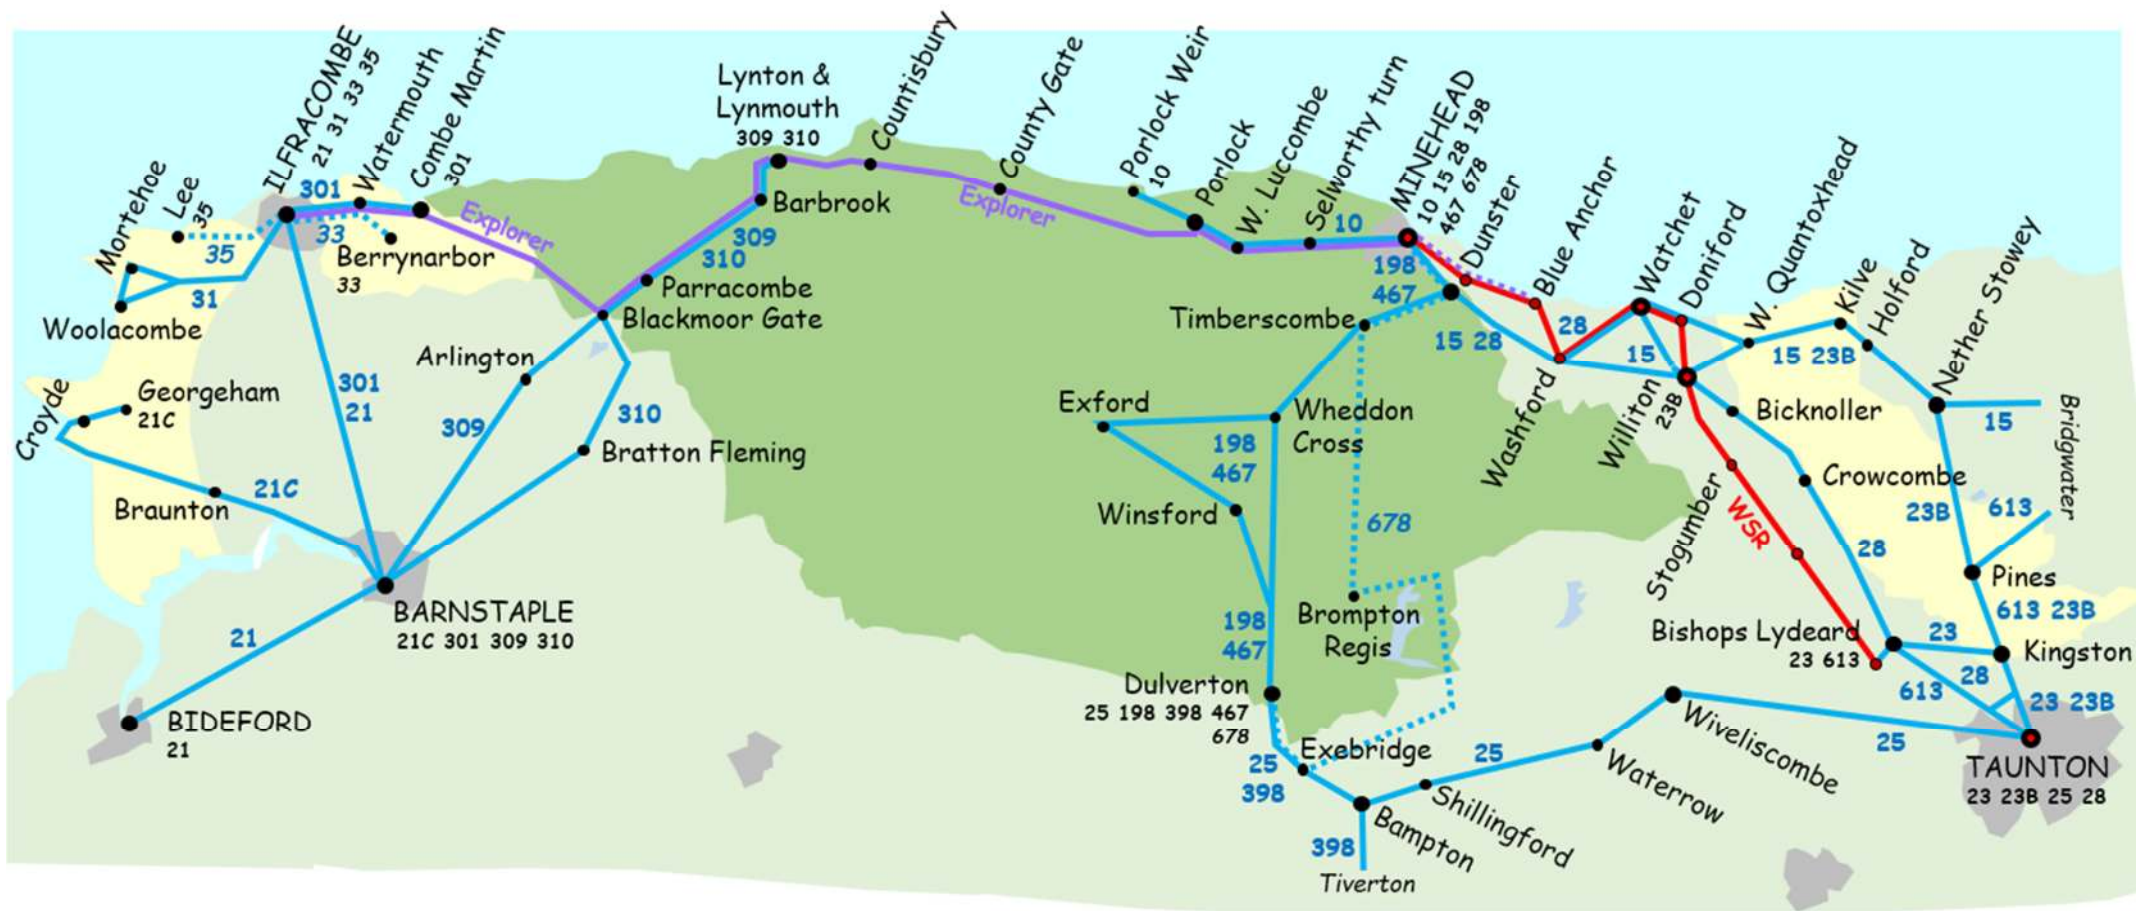 Mortehoe
Lee
35
ILFRACOMBE
21 31 33 35
Watermouth
Combe Martin
301
Lynton &
Lynmouth
309 310
Countisbury
County Gate
Porlock Weir
10
Porlock
W. Luccombe
Selworthy turn
MINEHEAD
10 15 28 198
467 678
Dunster
Blue Anchor
Watchet
Doniford
W. Quantoxhead
Kilve
Holford
Nether Stowey
301
33
35
31
Explorer
Explorer
10
Barbrook
309
310
Berrynarbor
33
Woolacombe
Parracombe
Blackmoor Gate
Arlington
198
467
Timberscombe
15 28
28
15
15 23B
Croyde
Georgeham
21C
301
21
309
310
Bratton Fleming
Exford
Wheddon
Cross
198
467
Winsford
Washford
Williton
23B
Bicknoller
Crowcombe
15
Bridgwater
Braunton
21C
678
Stogumber
WSR
28
23B
613
Pines
613 23B
BARNSTAPLE
21C 301 309 310
21
198
467
Brompton
Regis
Bishops Lydeard
23 613
23
28
Kingston
613
23 23B
BIDEFORD
21
Dulverton
25 198 398 467
678
Exebridge
25
398
25
Wiveliscombe
Waterrow
Shillingford
Bampton
25
TAUNTON
23 23B 25 28
398
Tiverton